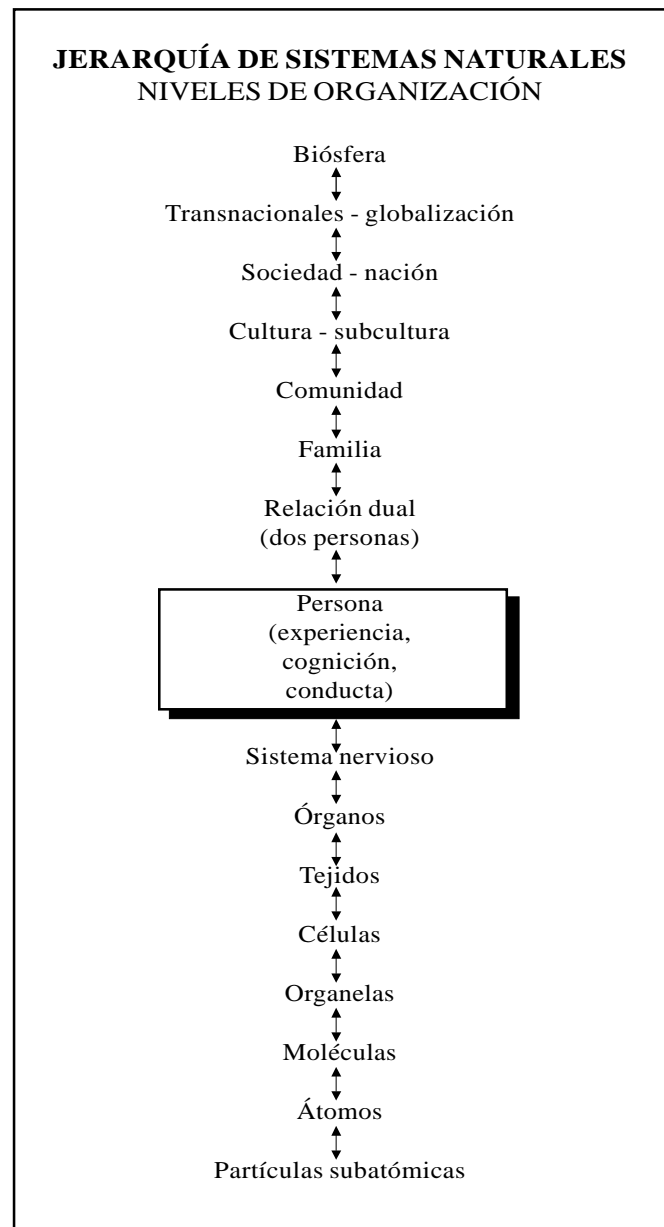 JERARQUÍA DE SISTEMAS NATURALES
NIVELES DE ORGANIZACIÓN
Biósfera
Transnacionales - globalización
Sociedad - nación
Cultura - subcultura
Comunidad
Familia
Relación dual
(dos personas)
Persona
(experiencia,
cognición,
conducta)
Sistema nervioso
Órganos
Tejidos
Células
Organelas
Moléculas
Átomos
Partículas subatómicas